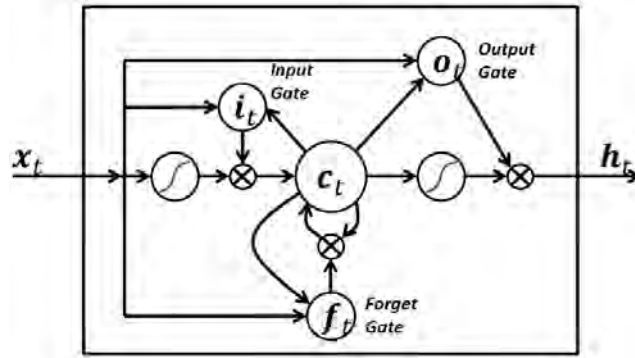 Output
Gate
o_t
Input
Gate
i_t
x_t
c_t
h_t
Forget
Gate
f_t